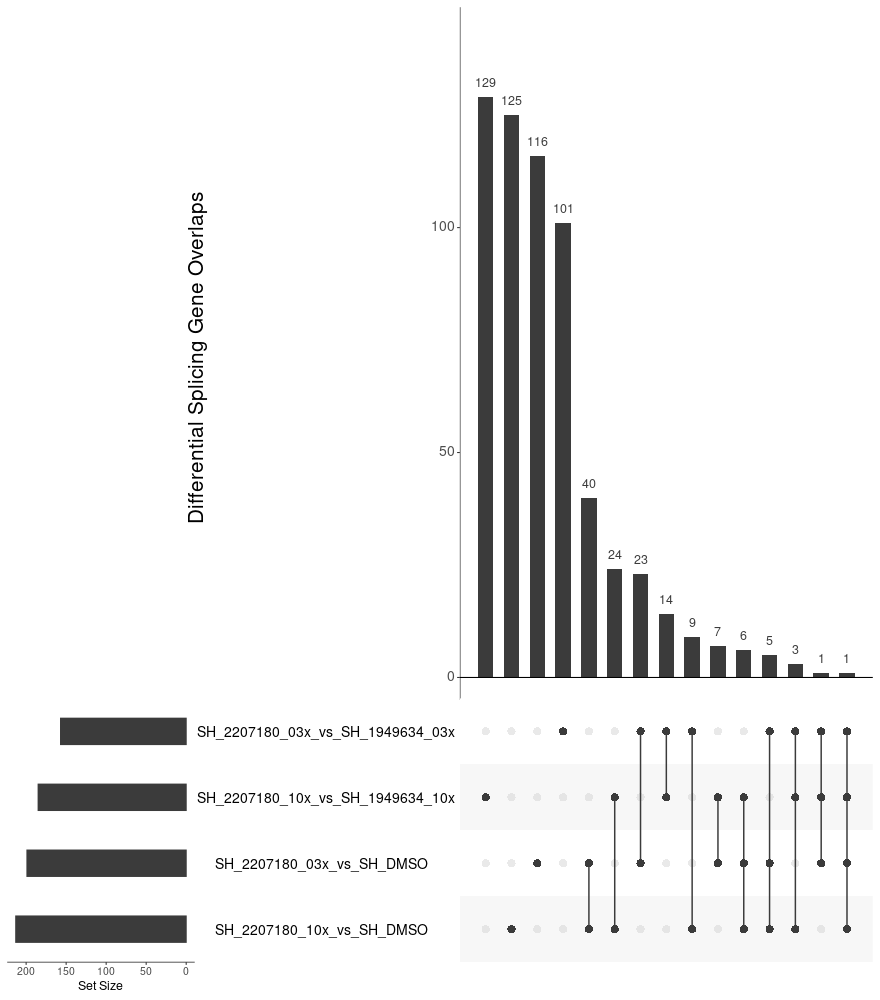 Differential Splicing Gene Overlaps
129
125
116
101
40
24
23
14
9
7
6
5
3
1
1
100
50
0
SH_2207180_03x_vs_SH_1949634_03x
SH_2207180_10x_vs_SH_1949634_10x
SH_2207180_03x_vs_SH_DMSO
SH_2207180_10x_vs_SH_DMSO
200 150 100 50 0
Set Size